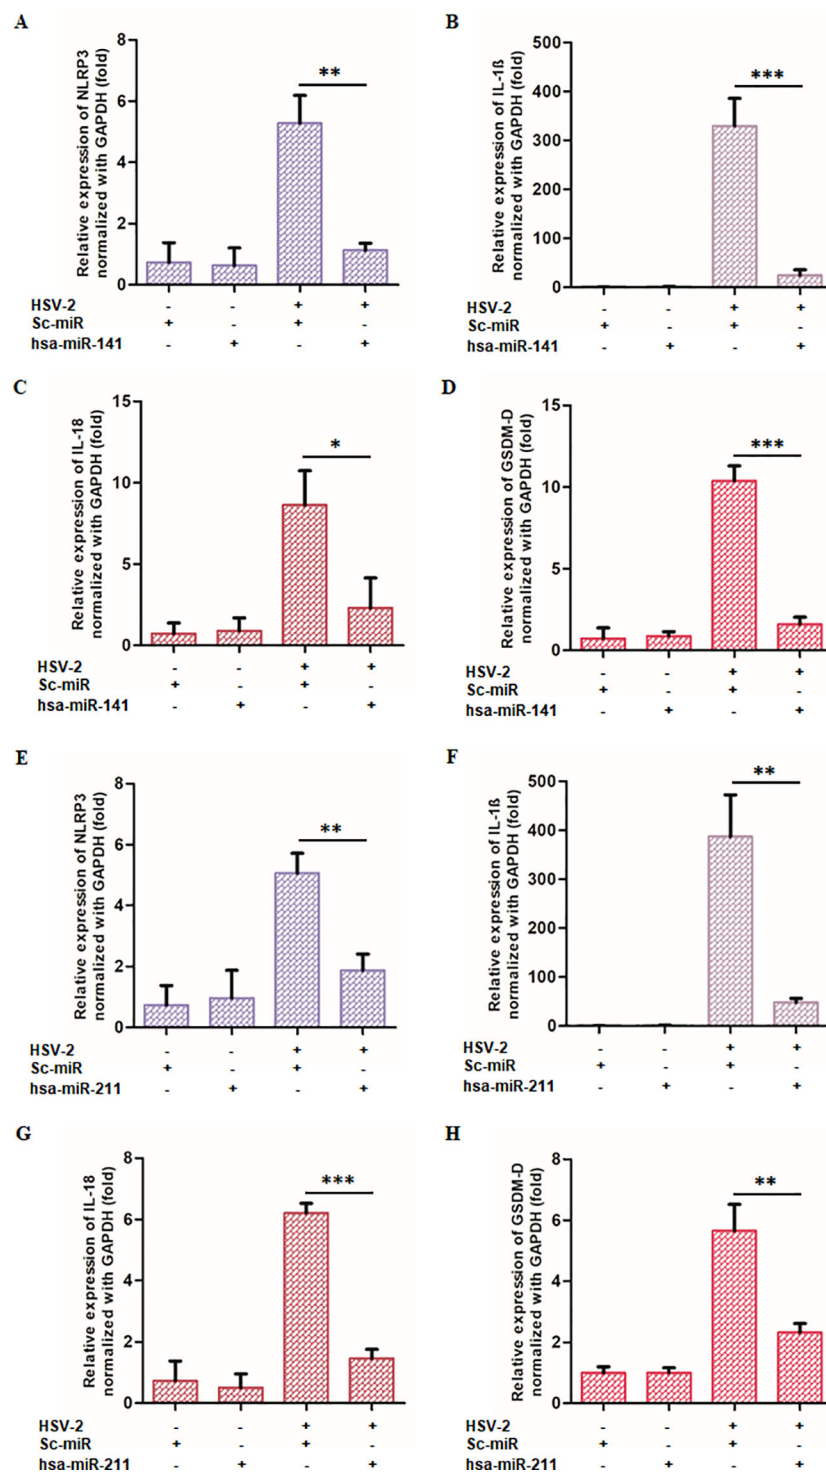 A
Relative expression of NLRP3
normalized with GAPDH (fold)
8
6
4
2
0
**
HSV-2 - - + +
Sc-miR + - + -
hsa-miR-141 - + - +
B
Relative expression of IL-1ß
normalized with GAPDH (fold)
500
400
300
200
100
0
***
HSV-2 - - + +
Sc-miR + - + -
hsa-miR-141 - + - +
C
Relative expression of IL-18
normalized with GAPDH (fold)
15
10
5
0
*
HSV-2 - - + +
Sc-miR + - + -
hsa-miR-141 - + - +
D
Relative expression of GSDM-D
normalized with GAPDH (fold)
15
10
5
0
***
HSV-2 - - + +
Sc-miR + - + -
hsa-miR-141 - + - +
E
Relative expression of NLRP3
normalized with GAPDH (fold)
8
6
4
2
0
**
HSV-2 - - + +
Sc-miR + - + -
hsa-miR-211 - + - +
F
Relative expression of IL-1ß
normalized with GAPDH (fold)
500
400
300
200
100
0
**
HSV-2 - - + +
Sc-miR + - + -
hsa-miR-211 - + - +
G
Relative expression of IL-18
normalized with GAPDH (fold)
8
6
4
2
0
***
HSV-2 - - + +
Sc-miR + - + -
hsa-miR-211 - + - +
H
Relative expression of GSDM-D
normalized with GAPDH (fold)
8
6
4
2
0
**
HSV-2 - - + +
Sc-miR + - + -
hsa-miR-211 - + - +